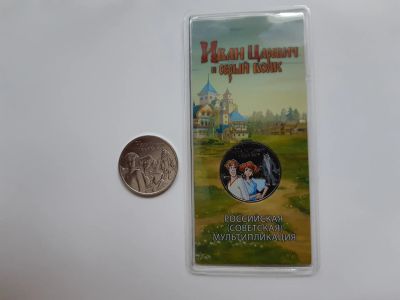 Иван Царевич
и серый волк
РОССИЙСКАЯ
(СОВЕТСКАЯ)
МУЛЬТИПЛИКАЦИЯ